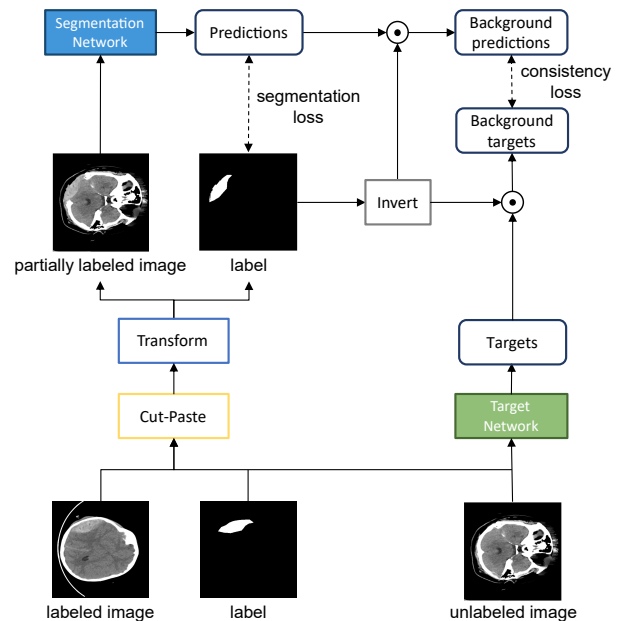 Segmentation
Network
Predictions
Background
predictions
segmentation
loss
consistency
loss
Background
targets
Invert
partially labeled image
label
Transform
Targets
Cut-Paste
Target
Network
labeled image
label
unlabeled image